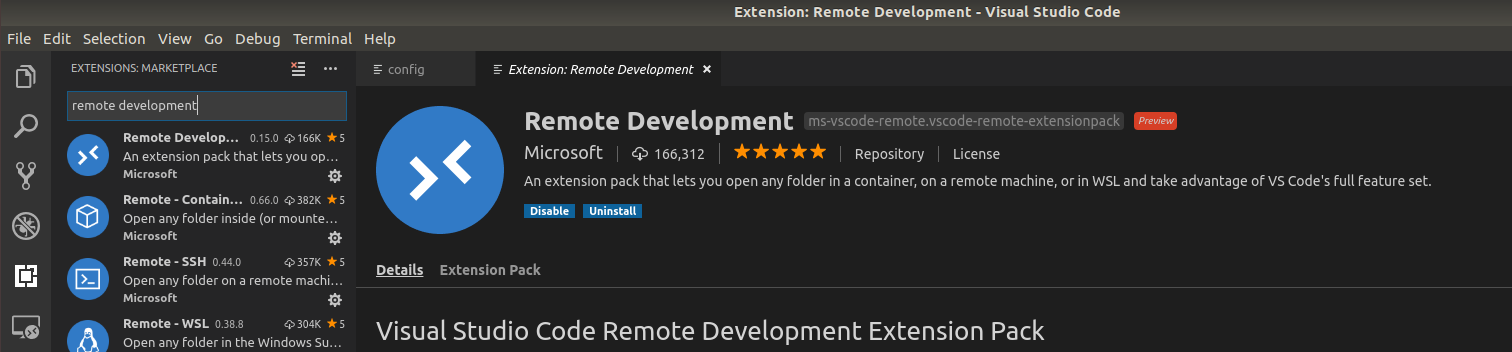 Extension: Remote Development - Visual Studio Code
File Edit Selection View Go Debug Terminal Help
EXTENSIONS: MARKETPLACE
remote development
Remote Develop... 0.15.0 166K 5
An extension pack that lets you op...
Microsoft
Remote - Contain... 0.66.0 382K 5
Open any folder inside (or mounte...
Microsoft
Remote - SSH 0.44.0 357K 5
Open any folder on a remote machi...
Microsoft
Remote - WSL 0.38.8 304K 5
Open any folder in the Windows Su...
config
Extension: Remote Development ×
Remote Development ms-vscode-remote.vscode-remote-extensionpack Preview
Microsoft | 166,312 | ★★★★★ | Repository | License
An extension pack that lets you open any folder in a container, on a remote machine, or in WSL and take advantage of VS Code's full feature set.
Disable Uninstall
Details Extension Pack
Visual Studio Code Remote Development Extension Pack